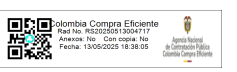 Colombia Compra Eficiente
Rad No. RS20250513004717
Anexos: No Con copia: No
Fecha: 13/05/2025 18:38:05
Agencia Nacional
de Contratación Pública
Colombia Compra Eficiente